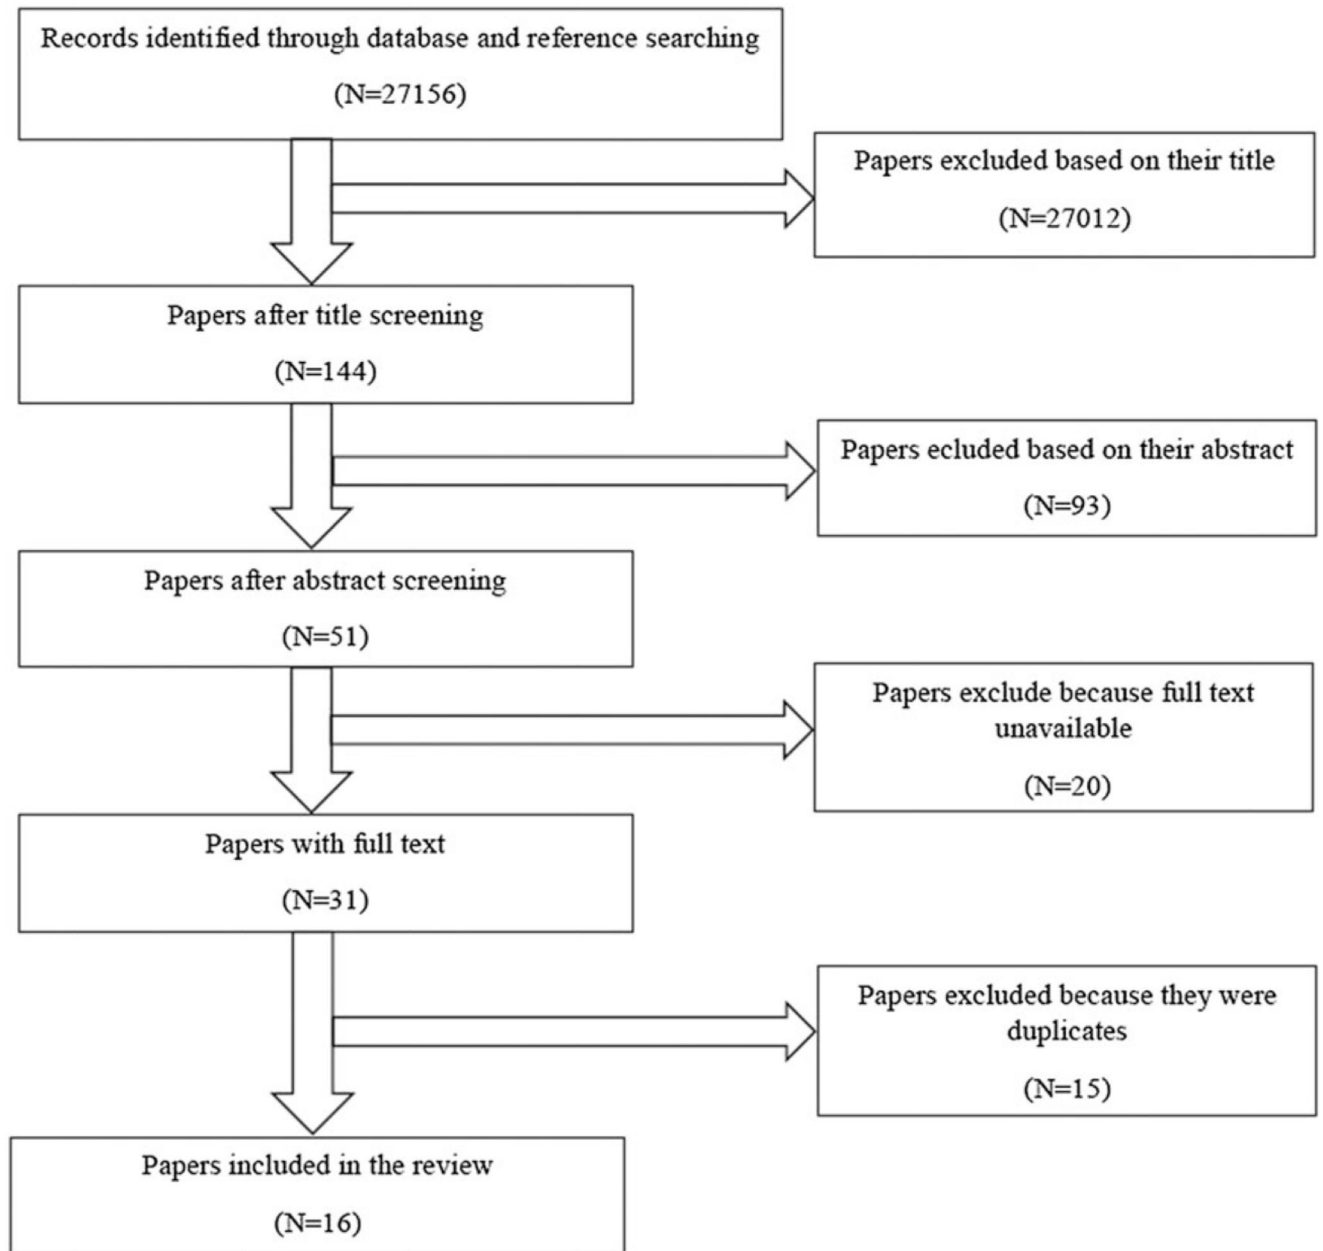 Records identified through database and reference searching
(N=27156)
Papers excluded based on their title
(N=27012)
Papers after title screening
(N=144)
Papers ecluded based on their abstract
(N=93)
Papers after abstract screening
(N=51)
Papers exclude because full text
unavailable
(N=20)
Papers with full text
(N=31)
Papers excluded because they were
duplicates
(N=15)
Papers included in the review
(N=16)